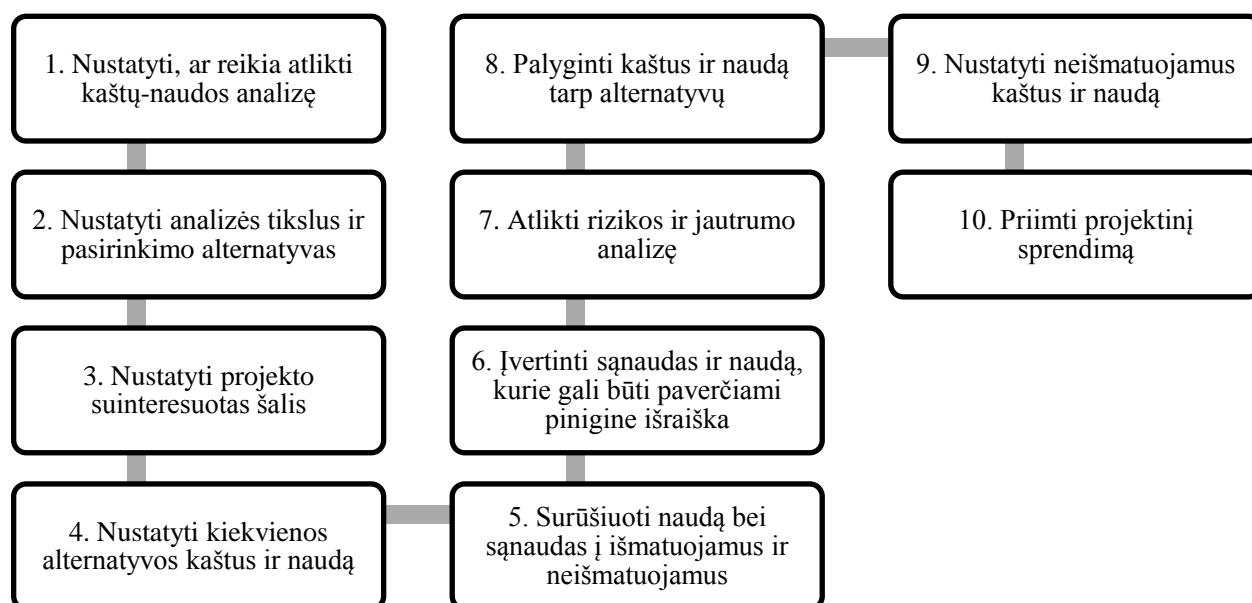 1. Nustatyti, ar reikia atlikti
kaštų-naudos analizę
2. Nustatyti analizės tikslus ir
pasirinkimo alternatyvas
3. Nustatyti projekto
suinteresuotas šalis
4. Nustatyti kiekvienos
alternatyvos kaštus ir naudą
5. Surūšiuoti naudą bei
sąnaudas į išmatuojamus ir
neišmatuojamus
6. Įvertinti sąnaudas ir naudą,
kurie gali būti paverčiami
pinigine išraiška
7. Atlikti rizikos ir jautrumo
analizę
8. Palyginti kaštus ir naudą
tarp alternatyvų
9. Nustatyti neišmatuojamus
kaštus ir naudą
10. Priimti projektinį
sprendimą